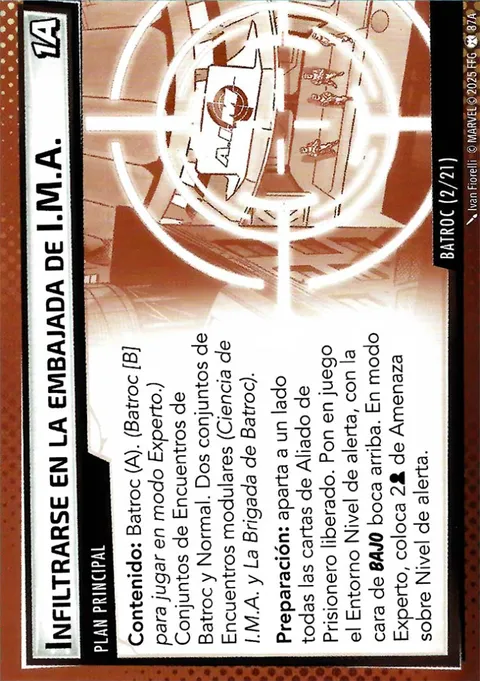 INFILTRARSE EN LA EMBAJADA DE I.M.A.
1A
PLAN PRINCIPAL
Contenido: Batroc (A). (Batroc [B]
para jugar en modo Experto.)
Conjuntos de Encuentros de
Batroc y Normal. Dos conjuntos de
Encuentros modulares (Ciencia de
I.M.A. y La Brigada de Batroc).
Preparación: aparta a un lado
todas las cartas de Aliado de
Prisionero liberado. Pon en juego
el Entorno Nivel de alerta, con la
cara de BAJO boca arriba. En modo
Experto, coloca 2 de Amenaza
sobre Nivel de alerta.
A.I.M.
BATROC (2/21)
Ivan Fiorelli © MARVEL © 2025 FFG 87A